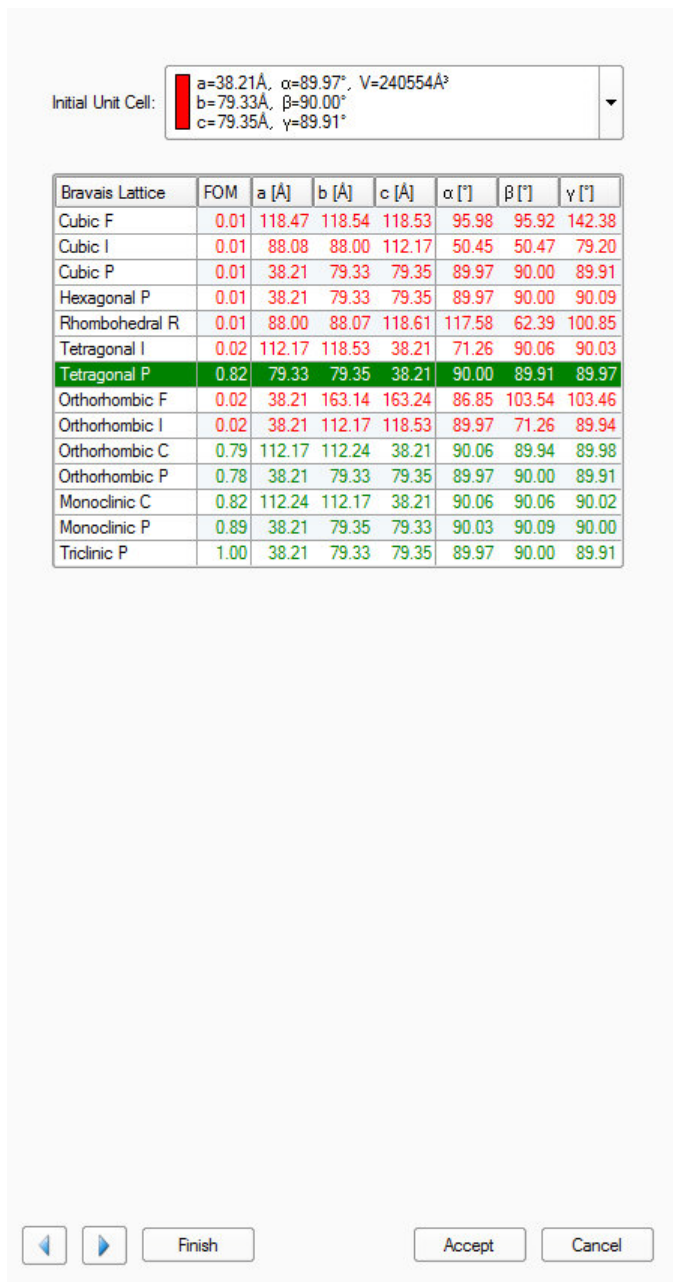 a=38.21Å, α=89.97°, V=240554Å³
Initial Unit Cell: b=79.33Å, β=90.00°
c=79.35Å, γ=89.91°
Bravais Lattice FOM a [Å] b [Å] c [Å] α [°] β [°] γ [°]
Cubic F 0.01 118.47 118.54 118.53 95.98 95.92 142.38
Cubic I 0.01 88.08 88.00 112.17 50.45 50.47 79.20
Cubic P 0.01 38.21 79.33 79.35 89.97 90.00 89.91
Hexagonal P 0.01 38.21 79.33 79.35 89.97 90.00 90.09
Rhombohedral R 0.01 88.00 88.07 118.61 117.58 62.39 100.85
Tetragonal I 0.02 112.17 118.53 38.21 71.26 90.06 90.03
Tetragonal P 0.82 79.33 79.35 38.21 90.00 89.91 89.97
Orthorhombic F 0.02 38.21 163.14 163.24 86.85 103.54 103.46
Orthorhombic I 0.02 38.21 112.17 118.53 89.97 71.26 89.94
Orthorhombic C 0.79 112.17 112.24 38.21 90.06 89.94 89.98
Orthorhombic P 0.78 38.21 79.33 79.35 89.97 90.00 89.91
Monoclinic C 0.82 112.24 112.17 38.21 90.06 90.06 90.02
Monoclinic P 0.89 38.21 79.35 79.33 90.03 90.09 90.00
Triclinic P 1.00 38.21 79.33 79.35 89.97 90.00 89.91
Finish Accept Cancel